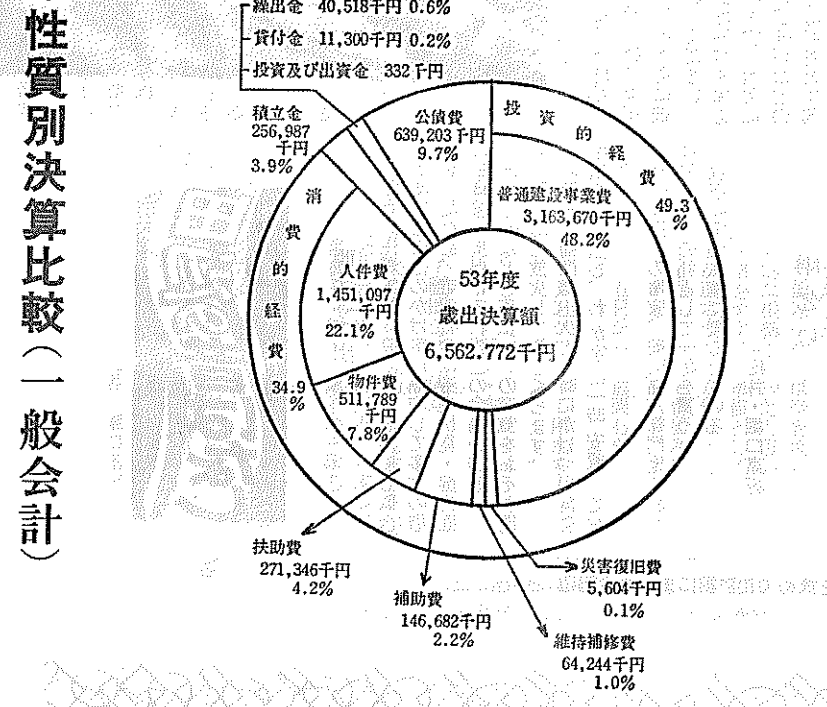 性質別決算比較（一般会計）
繰出金 40,518千円 0.6%
貸付金 11,300千円 0.2%
投資及び出資金 332千円
積立金
256,987
千円
3.9%
公債費
639,203千円
9.7%
投資的経費
49.3
%
普通建設事業費
3,163,670千円
48.2%
消費的経費
34.9
%
人件費
1,451,097
千円
22.1%
53年度
歳出決算額
6,562.772千円
物件費
511,789
千円
7.8%
扶助費
271,346千円
4.2%
補助費
146,682千円
2.2%
災害復旧費
5,604千円
0.1%
維持補修費
64,244千円
1.0%